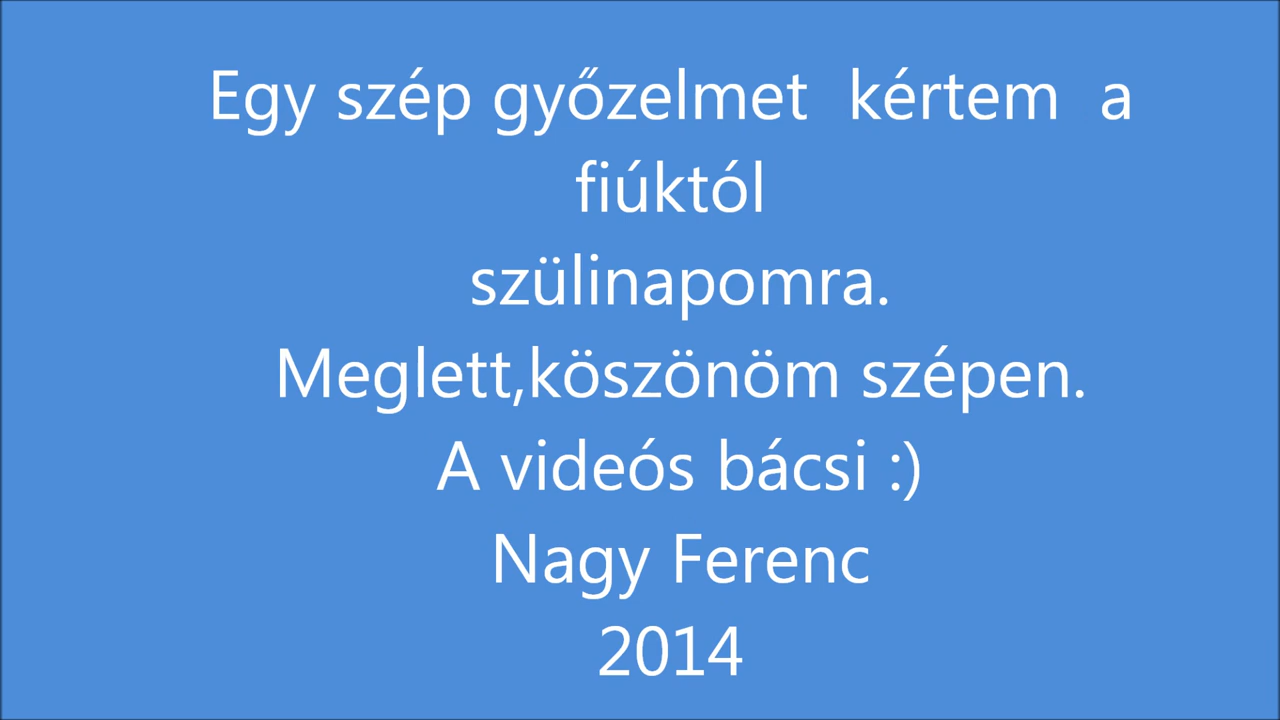 Egy szép győzelmet  kértem  a
fiúktól
szülinapomra.
Meglett,köszönöm szépen.
A videós bácsi :)
Nagy Ferenc
2014